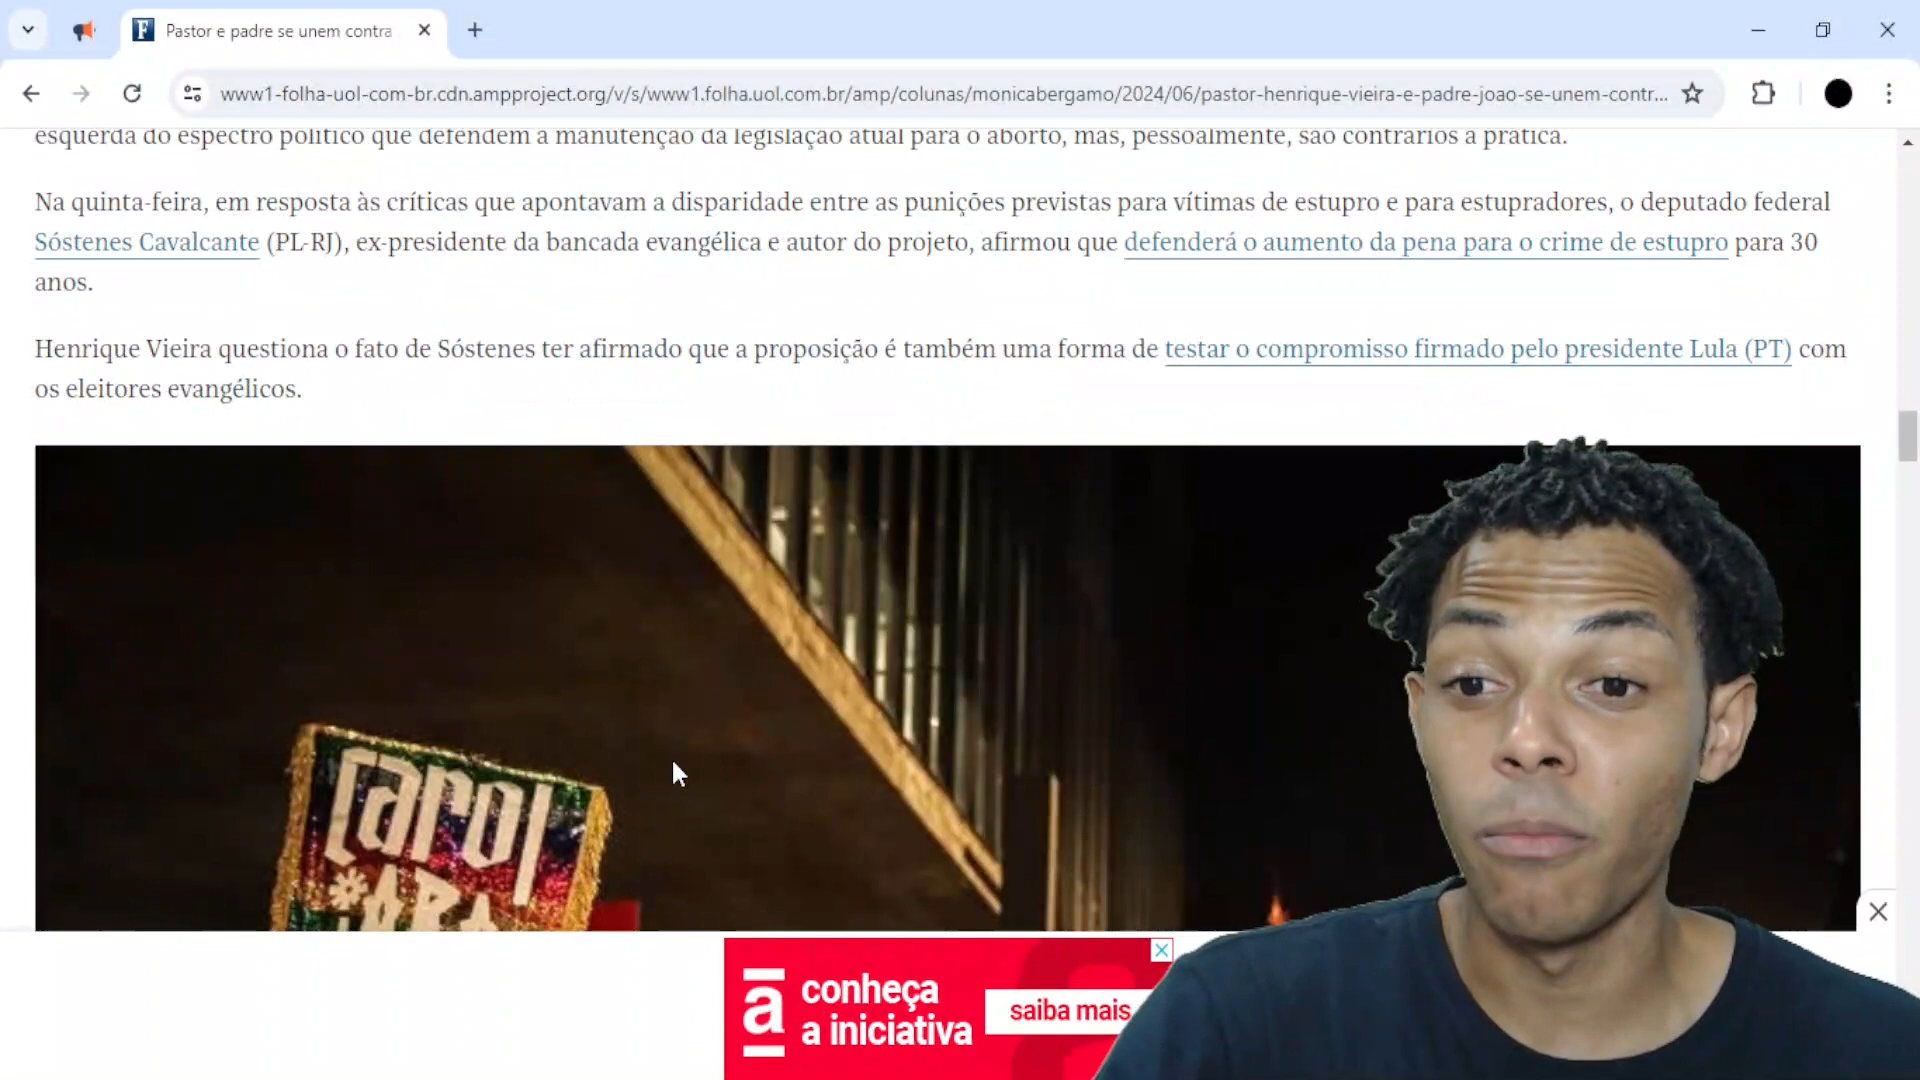 Pastor e padre se unem contra
www1-folha-uol-com-br.cdn.ampproject.org/v/s/www1.folha.uol.com.br/amp/colunas/monicabergamo/2024/06/pastor-henrique-vieira-e-padre-joao-se-unem-contr...
esquerda do espectro político que defendem a manutenção da legislação atual para o aborto, mas, pessoalmente, são contrários à prática.
Na quinta-feira, em resposta às críticas que apontavam a disparidade entre as punições previstas para vítimas de estupro e para estupradores, o deputado federal
Sóstenes Cavalcante (PL-RJ), ex-presidente da bancada evangélica e autor do projeto, afirmou que defenderá o aumento da pena para o crime de estupro para 30
anos.
Henrique Vieira questiona o fato de Sóstenes ter afirmado que a proposição é também uma forma de testar o compromisso firmado pelo presidente Lula (PT) com
os eleitores evangélicos.
Carol
a
conheça
a iniciativa
saiba mais